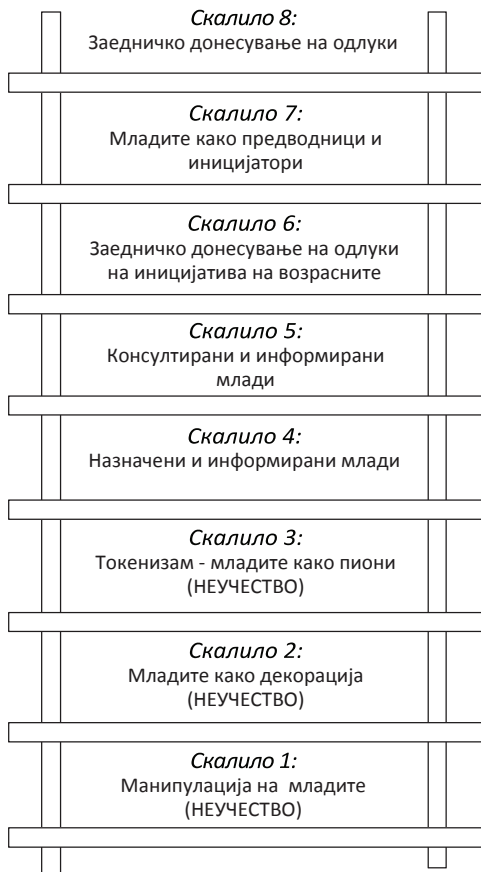 Скалило 8:
Заедничко донесување на одлуки
Скалило 7:
Младите како предводници и
иницијатори
Скалило 6:
Заедничко донесување на одлуки
на иницијатива на возрасните
Скалило 5:
Консултирани и информирани
млади
Скалило 4:
Назначени и информирани млади
Скалило 3:
Токенизам - младите како пиони
(НЕУЧЕСТВО)
Скалило 2:
Младите како декорација
(НЕУЧЕСТВО)
Скалило 1:
Манипулација на младите
(НЕУЧЕСТВО)